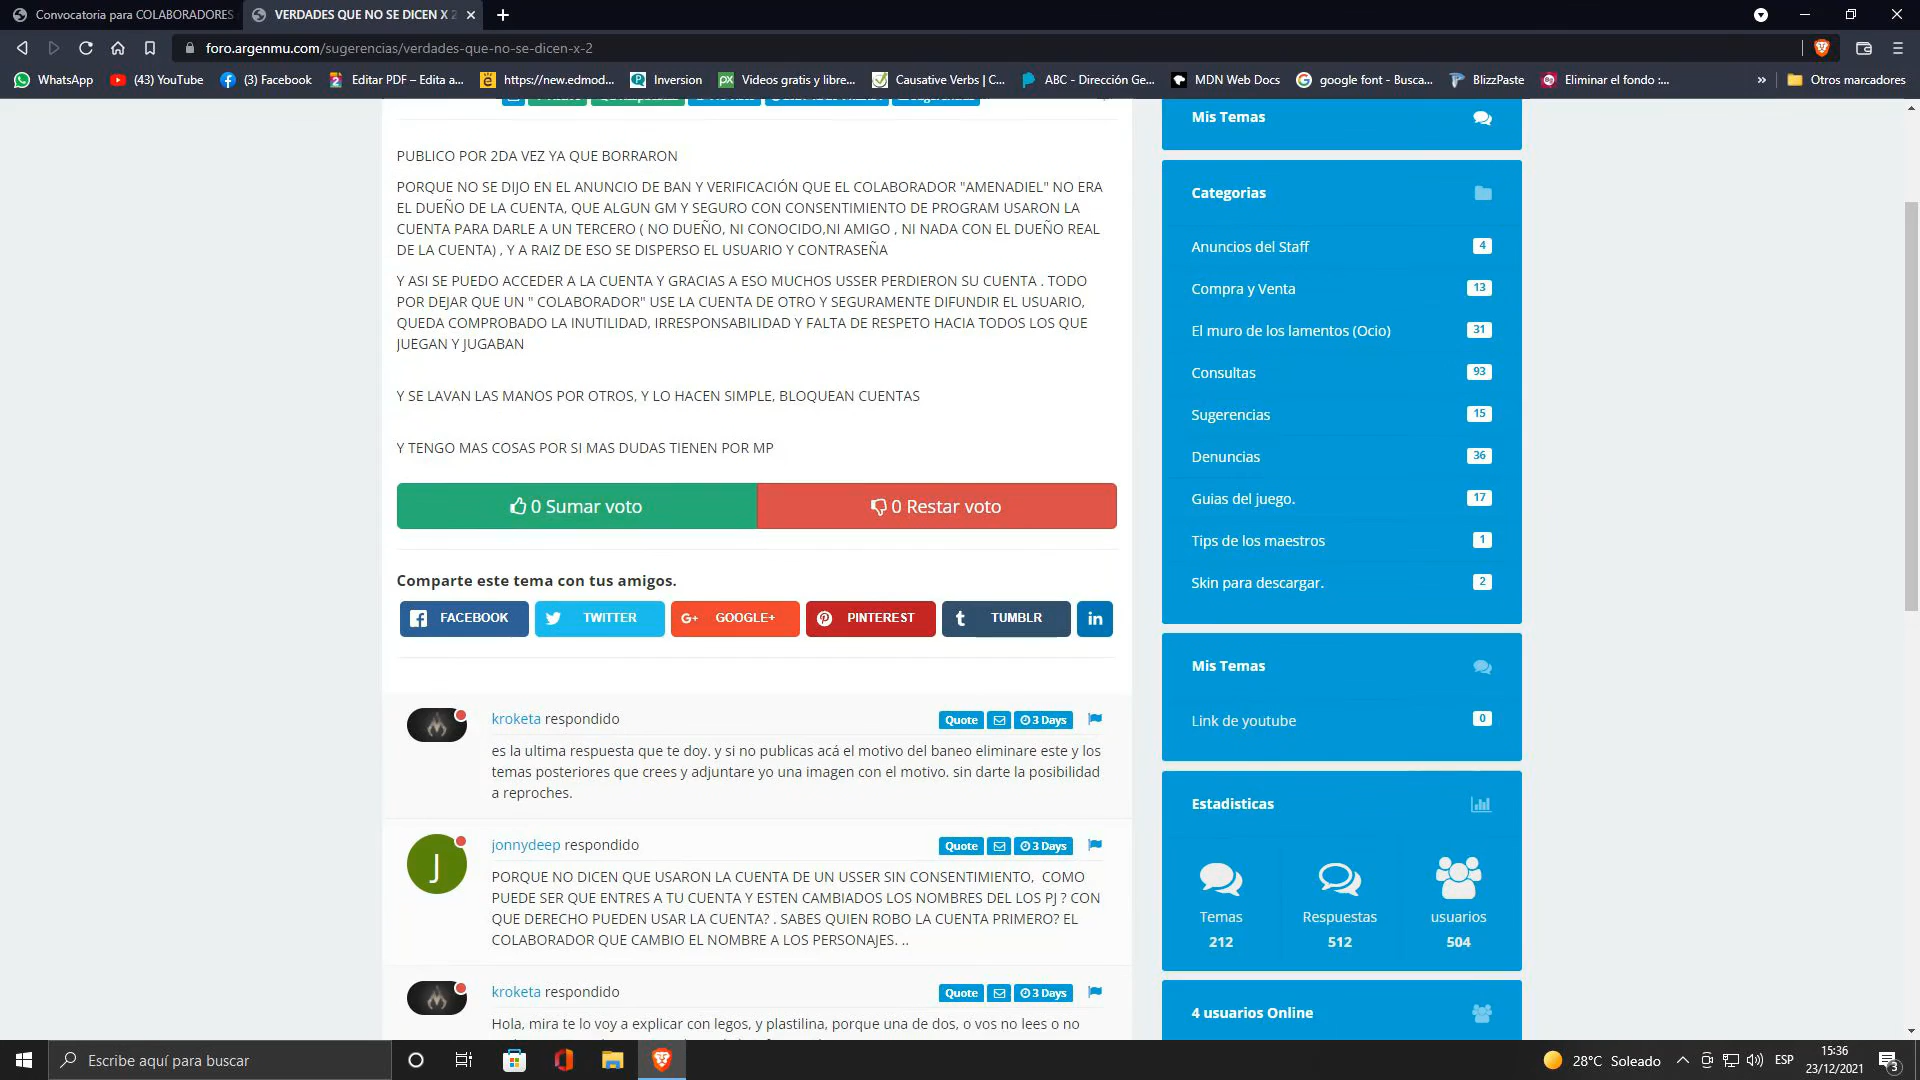 Convocatoria para COLABORADORES
VERDADES QUE NO SE DICEN X 2
foro.argenmu.com/sugerencias/verdades-que-no-se-dicen-x-2
WhatsApp
(43) YouTube
(3) Facebook
Editar PDF – Edita a...
https://new.edmod...
Inversion
Videos gratis y libre...
Causative Verbs | C...
ABC - Dirección Ge...
MDN Web Docs
google font - Busca...
BlizzPaste
Eliminar el fondo :...
»
Otros marcadores
PUBLICO POR 2DA VEZ YA QUE BORRARON
PORQUE NO SE DIJO EN EL ANUNCIO DE BAN Y VERIFICACIÓN QUE EL COLABORADOR "AMENADIEL" NO ERA
EL DUEÑO DE LA CUENTA, QUE ALGUN GM Y SEGURO CON CONSENTIMIENTO DE PROGRAM USARON LA
CUENTA PARA DARLE A UN TERCERO ( NO DUEÑO, NI CONOCIDO,NI AMIGO , NI NADA CON EL DUEÑO REAL
DE LA CUENTA) , Y A RAIZ DE ESO SE DISPERSO EL USUARIO Y CONTRASEÑA
Y ASI SE PUEDO ACCEDER A LA CUENTA Y GRACIAS A ESO MUCHOS USSER PERDIERON SU CUENTA . TODO
POR DEJAR QUE UN " COLABORADOR" USE LA CUENTA DE OTRO Y SEGURAMENTE DIFUNDIR EL USUARIO,
QUEDA COMPROBADO LA INUTILIDAD, IRRESPONSABILIDAD Y FALTA DE RESPETO HACIA TODOS LOS QUE
JUEGAN Y JUGABAN
Y SE LAVAN LAS MANOS POR OTROS, Y LO HACEN SIMPLE, BLOQUEAN CUENTAS
Y TENGO MAS COSAS POR SI MAS DUDAS TIENEN POR MP
0 Sumar voto
0 Restar voto
Comparte este tema con tus amigos.
FACEBOOK
TWITTER
G+ GOOGLE+
PINTEREST
t TUMBLR
in
kroketa respondido
Quote
3 Days
es la ultima respuesta que te doy. y si no publicas acá el motivo del baneo eliminare este y los
temas posteriores que crees y adjuntare yo una imagen con el motivo. sin darte la posibilidad
a reproches.
J
jonnydeep respondido
Quote
3 Days
PORQUE NO DICEN QUE USARON LA CUENTA DE UN USSER SIN CONSENTIMIENTO, COMO
PUEDE SER QUE ENTRES A TU CUENTA Y ESTEN CAMBIADOS LOS NOMBRES DEL LOS PJ ? CON
QUE DERECHO PUEDEN USAR LA CUENTA? . SABES QUIEN ROBO LA CUENTA PRIMERO? EL
COLABORADOR QUE CAMBIO EL NOMBRE A LOS PERSONAJES. ..
kroketa respondido
Quote
3 Days
Hola, mira te lo voy a explicar con legos, y plastilina, porque una de dos, o vos no lees o no
Mis Temas
Categorias
Anuncios del Staff 4
Compra y Venta 13
El muro de los lamentos (Ocio) 31
Consultas 93
Sugerencias 15
Denuncias 36
Guias del juego. 17
Tips de los maestros 1
Skin para descargar. 2
Mis Temas
Link de youtube 0
Estadisticas
Temas Respuestas usuarios
212 512 504
4 usuarios Online
Escribe aquí para buscar
28°C Soleado
ESP
15:36
23/12/2021
3